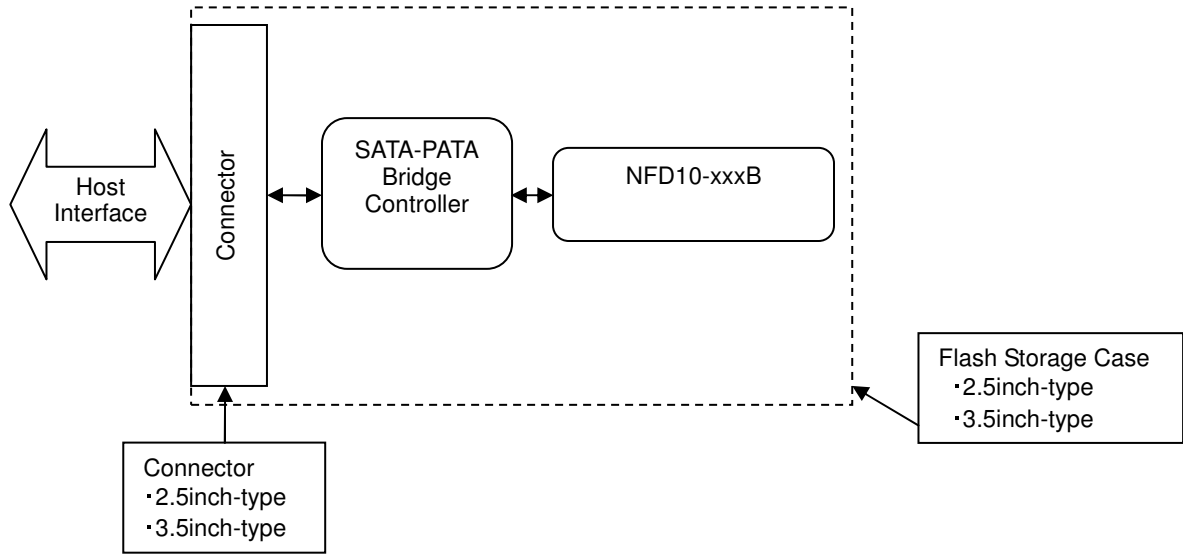 Host
Interface
Connector
SATA-PATA
Bridge
Controller
NFD10-xxxB
Flash Storage Case
・2.5inch-type
・3.5inch-type
Connector
・2.5inch-type
・3.5inch-type